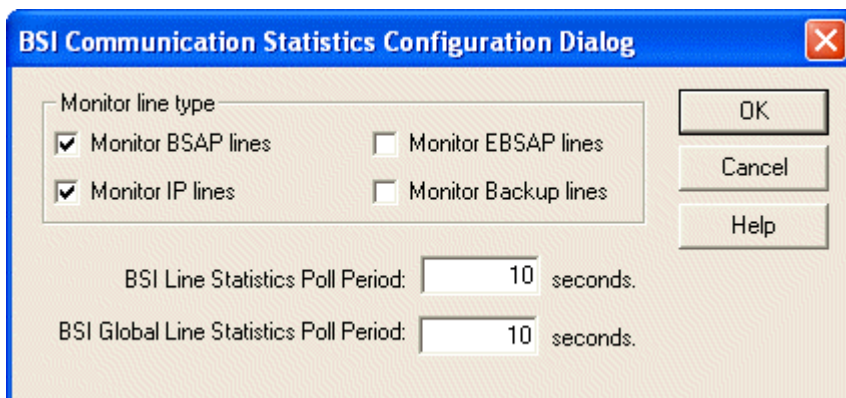 BSI Communication Statistics Configuration Dialog
Monitor line type
Monitor BSAP lines
Monitor EBSAP lines
Monitor IP lines
Monitor Backup lines
OK
Cancel
Help
BSI Line Statistics Poll Period: 10 seconds.
BSI Global Line Statistics Poll Period: 10 seconds.